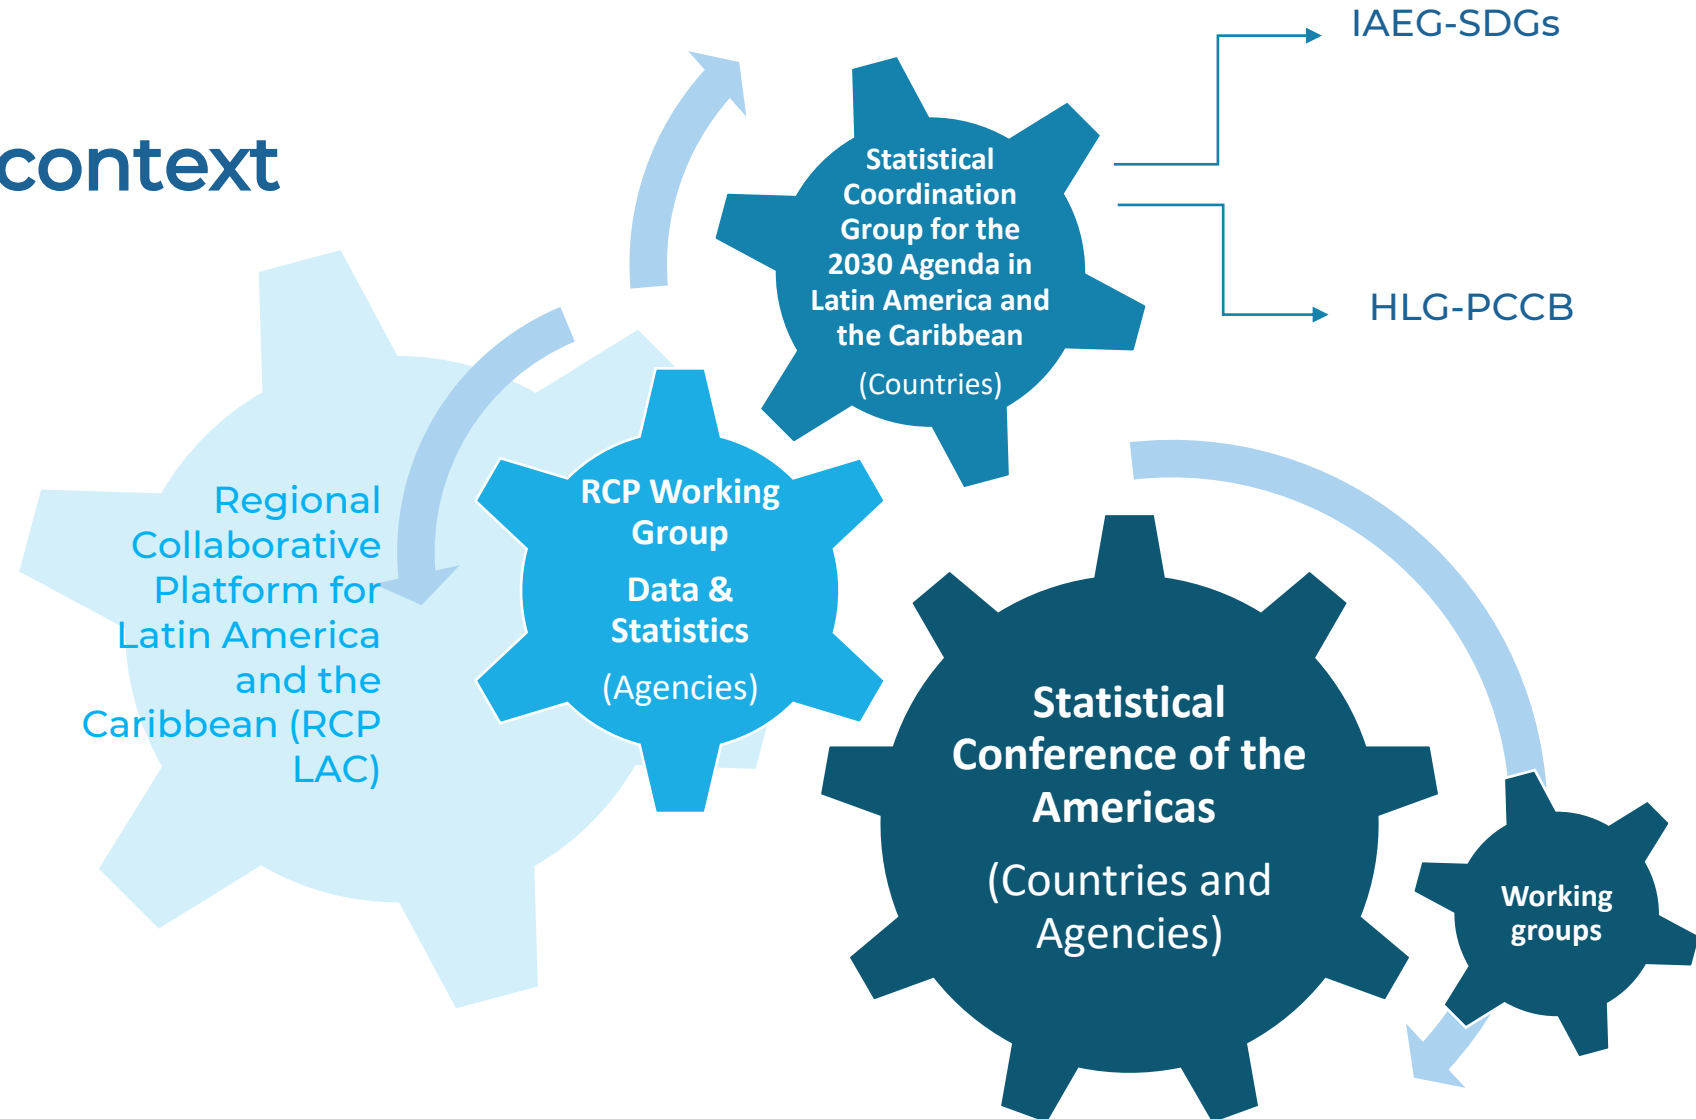 context
IAEG-SDGs
HLG-PCCB
Statistical
Coordination
Group for the
2030 Agenda in
Latin America and
the Caribbean
(Countries)
Regional
Collaborative
Platform for
Latin America
and the
Caribbean (RCP
LAC)
RCP Working
Group
Data &
Statistics
(Agencies)
Statistical
Conference of the
Americas
(Countries and
Agencies)
Working
groups